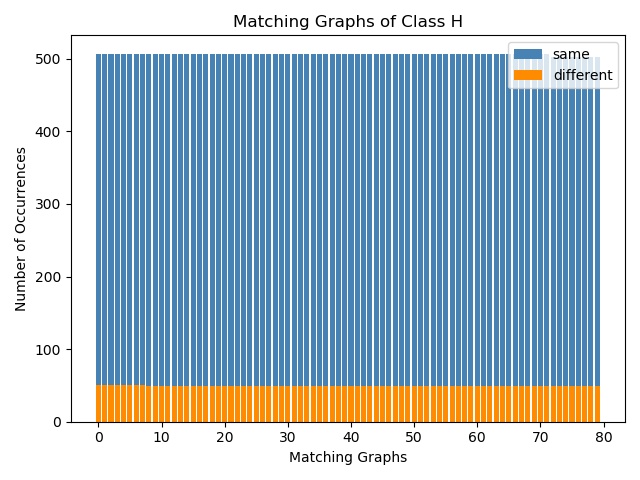 Matching Graphs of Class H
same
different
Number of Occurrences
500
400
300
200
100
0
0 10 20 30 40 50 60 70 80
Matching Graphs